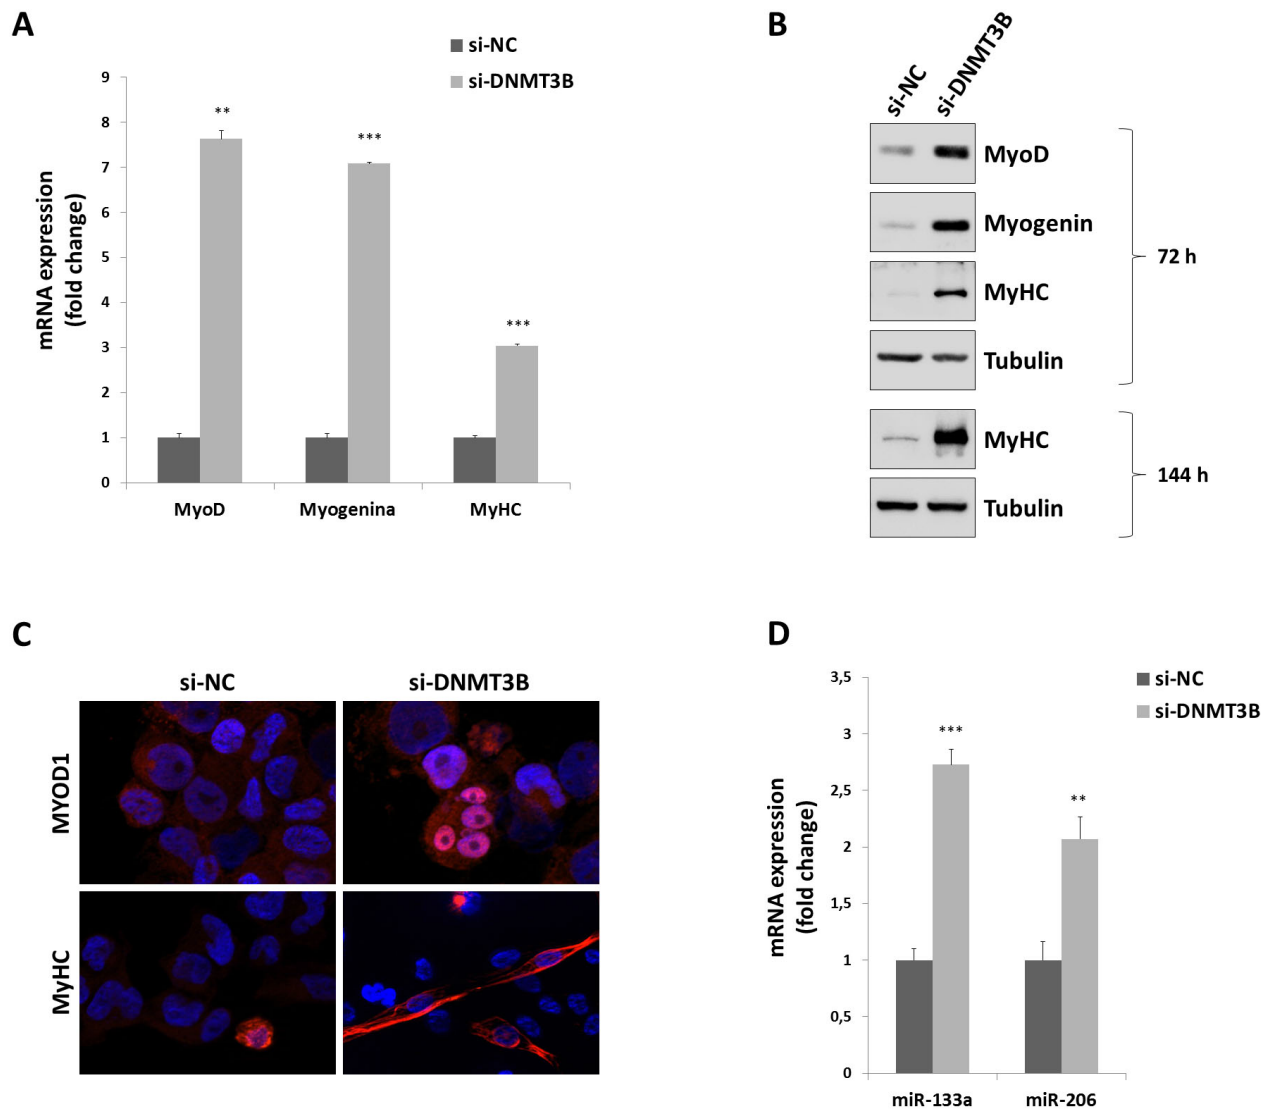 A
si-NC
si-DNMT3B
9
8
7
6
5
4
3
2
1
0
mRNA expression
(fold change)
**
***
***
MyoD
Myogenina
MyHC
B
si-NC
si-DNMT3B
MyoD
Myogenin
MyHC
Tubulin
72 h
MyHC
Tubulin
144 h
C
si-NC
si-DNMT3B
MYOD1
MyHC
D
si-NC
si-DNMT3B
3,5
3
2,5
2
1,5
1
0,5
0
mRNA expression
(fold change)
***
**
miR-133a
miR-206